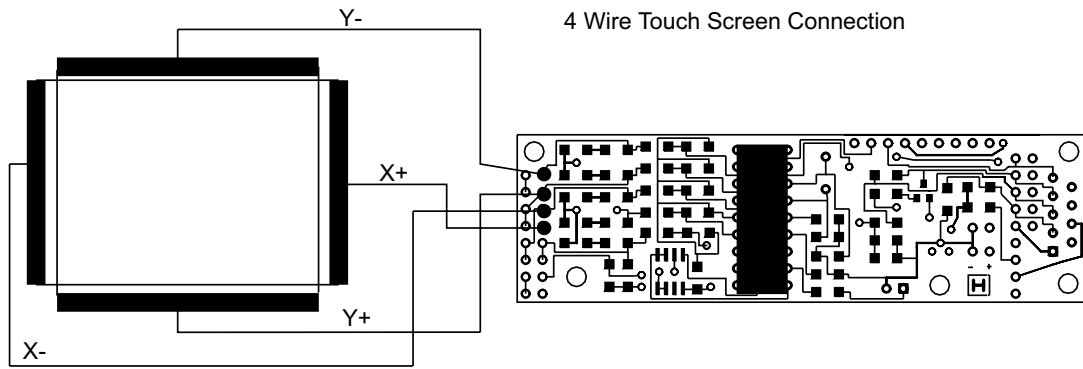 Y-
4 Wire Touch Screen Connection
X+
Y+
X-
- +
H